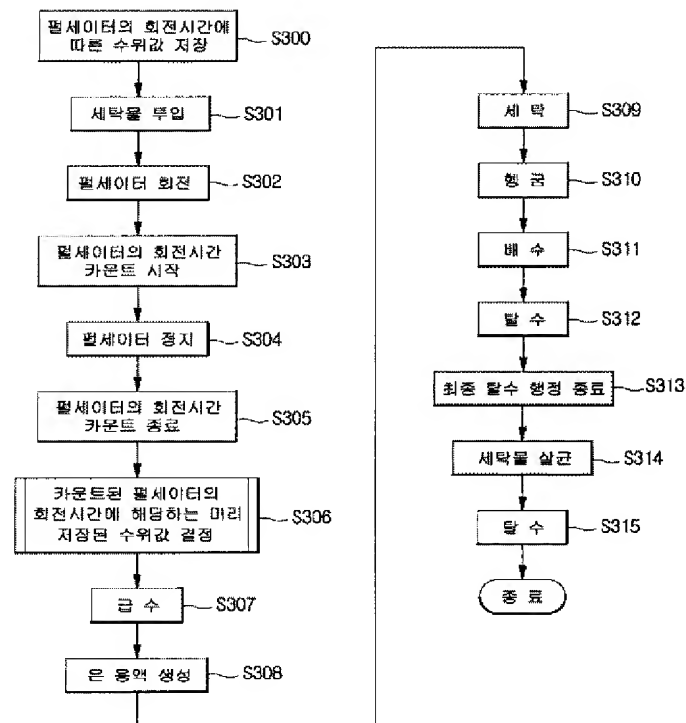 펄세이터의 회전시간에
따른 수위값 저장
S300
세탁물 투입
S301
펄세이터 회전
S302
펄세이터의 회전시간
카운트 시작
S303
펄세이터 정지
S304
펄세이터의 회전시간
카운트 종료
S305
카운트된 펄세이터의
회전시간에 해당하는 미리
저장된 수위값 결정
S306
급 수
S307
은 용액 생성
S308
세 탁
S309
헹 굼
S310
배 수
S311
탈 수
S312
최종 탈수 행정 종료
S313
세탁물 살균
S314
탈 수
S315
종 료